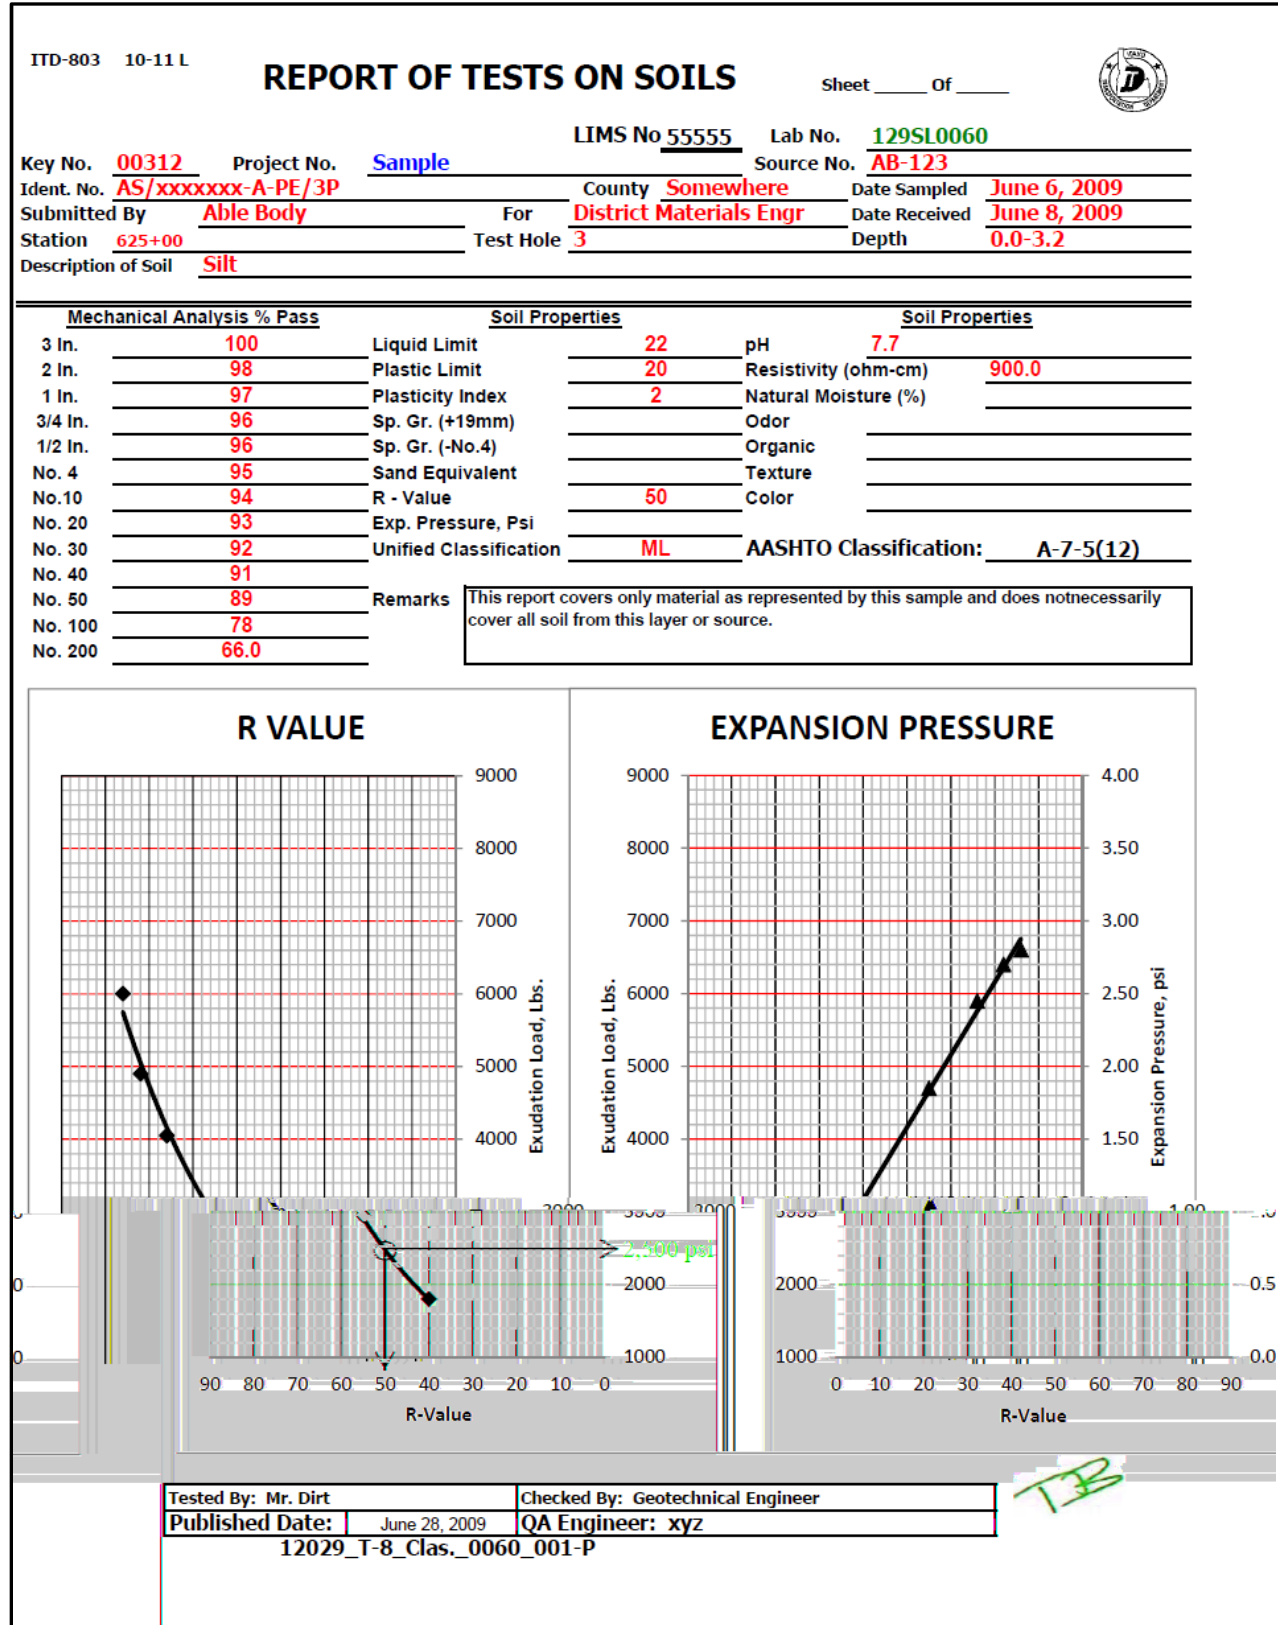 ITD-803 10-11 L
REPORT OF TESTS ON SOILS
Sheet _____ Of _____
LIMS No 55555 Lab No. 129SL0060
Key No. 00312 Project No. Sample Source No. AB-123
Ident. No. AS/xxxxxxx-A-PE/3P County Somewhere Date Sampled June 6, 2009
Submitted By Able Body For District Materials Engr Date Received June 8, 2009
Station 625+00 Test Hole 3 Depth 0.0-3.2
Description of Soil Silt
Mechanical Analysis % Pass Soil Properties Soil Properties
3 In. 100 Liquid Limit 22 pH 7.7
2 In. 98 Plastic Limit 20 Resistivity (ohm-cm) 900.0
1 In. 97 Plasticity Index 2 Natural Moisture (%)
3/4 In. 96 Sp. Gr. (+19mm) Odor
1/2 In. 96 Sp. Gr. (-No.4) Organic
No. 4 95 Sand Equivalent Texture
No.10 94 R - Value 50 Color
No. 20 93 Exp. Pressure, Psi
No. 30 92 Unified Classification ML AASHTO Classification: A-7-5(12)
No. 40 91
No. 50 89 Remarks This report covers only material as represented by this sample and does notnecessarily
No. 100 78 cover all soil from this layer or source.
No. 200 66.0
R VALUE EXPANSION PRESSURE
9000 9000 4.00
8000 8000 3.50
7000 7000 3.00
6000 6000 2.50
5000 5000 2.00
4000 4000 1.50
Exudation Load, Lbs. Exudation Load, Lbs. Expansion Pressure, psi
2,500 psi
2000 2000 0.5
1000 1000 0.0
90 80 70 60 50 40 30 20 10 0 0 10 20 30 40 50 60 70 80 90
R-Value R-Value
TJB
Tested By: Mr. Dirt Checked By: Geotechnical Engineer
Published Date: June 28, 2009 QA Engineer: xyz
12029_T-8_Clas._0060_001-P